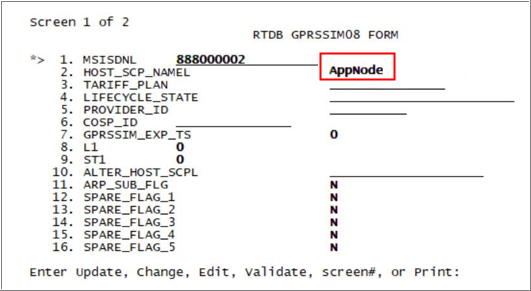 Screen 1 of 2
RTDB GPRSSIM08 FORM
*> 1. MSISDNL 888000002
2. HOST_SCP_NAMEL AppNode
3. TARIFF_PLAN
4. LIFECYCLE_STATE
5. PROVIDER_ID
6. COSP_ID
7. GPRSSIM_EXP_TS 0
8. L1 0
9. ST1 0
10. ALTER_HOST_SCPL
11. ARP_SUB_FLG N
12. SPARE_FLAG_1 N
13. SPARE_FLAG_2 N
14. SPARE_FLAG_3 N
15. SPARE_FLAG_4 N
16. SPARE_FLAG_5 N
Enter Update, Change, Edit, Validate, screen#, or Print: